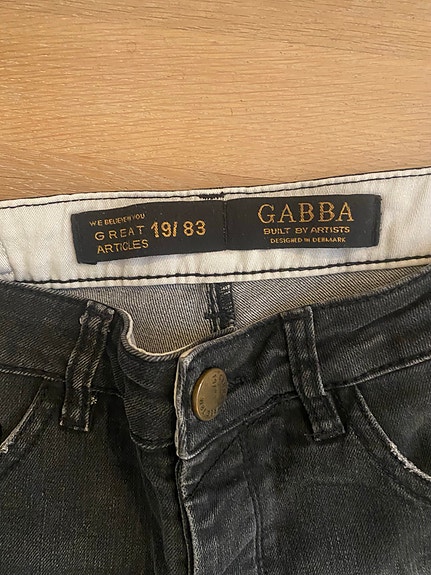 WE BELIEVE IN YOU
GREAT
ARTICLES
19/83
GABBA
BUILT BY ARTISTS
DESIGNED IN DENMARK